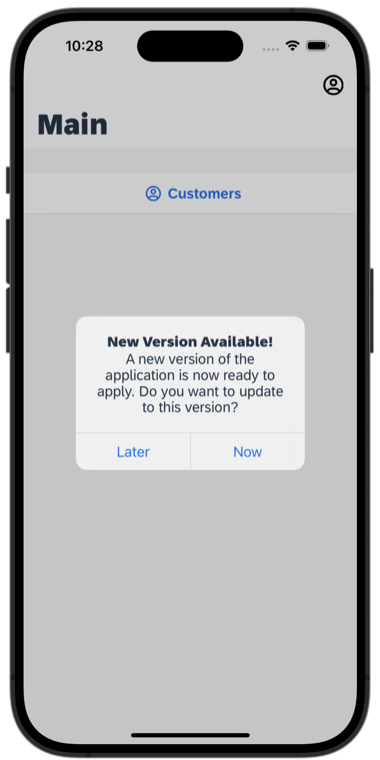 10:28
Main
Customers
New Version Available!
A new version of the
application is now ready to
apply. Do you want to update
to this version?
Later
Now